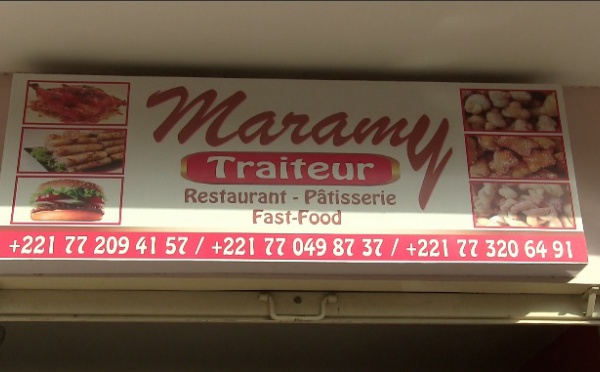 Maramy
Traiteur
Restaurant - Pâtisserie
Fast-Food
+221 77 209 41 57 / +221 77 049 87 37 / +221 77 320 64 91